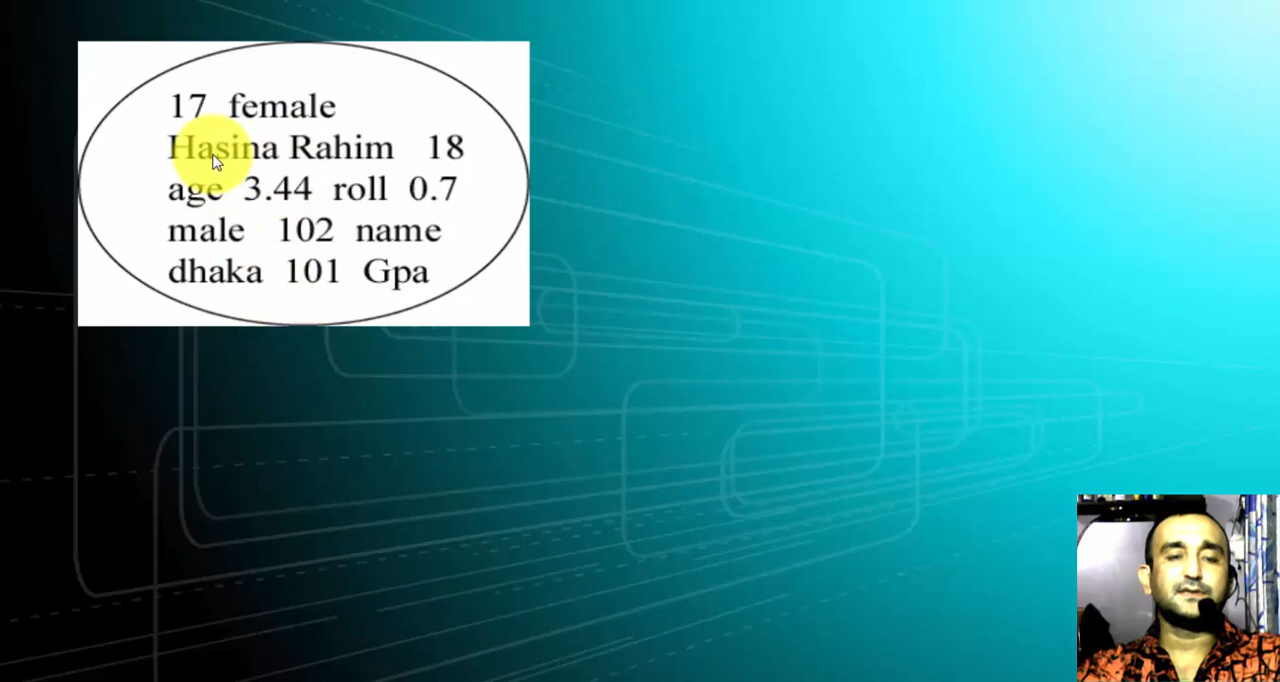 17 female
Hasina Rahim 18
age 3.44 roll 0.7
male 102 name
dhaka 101 Gpa